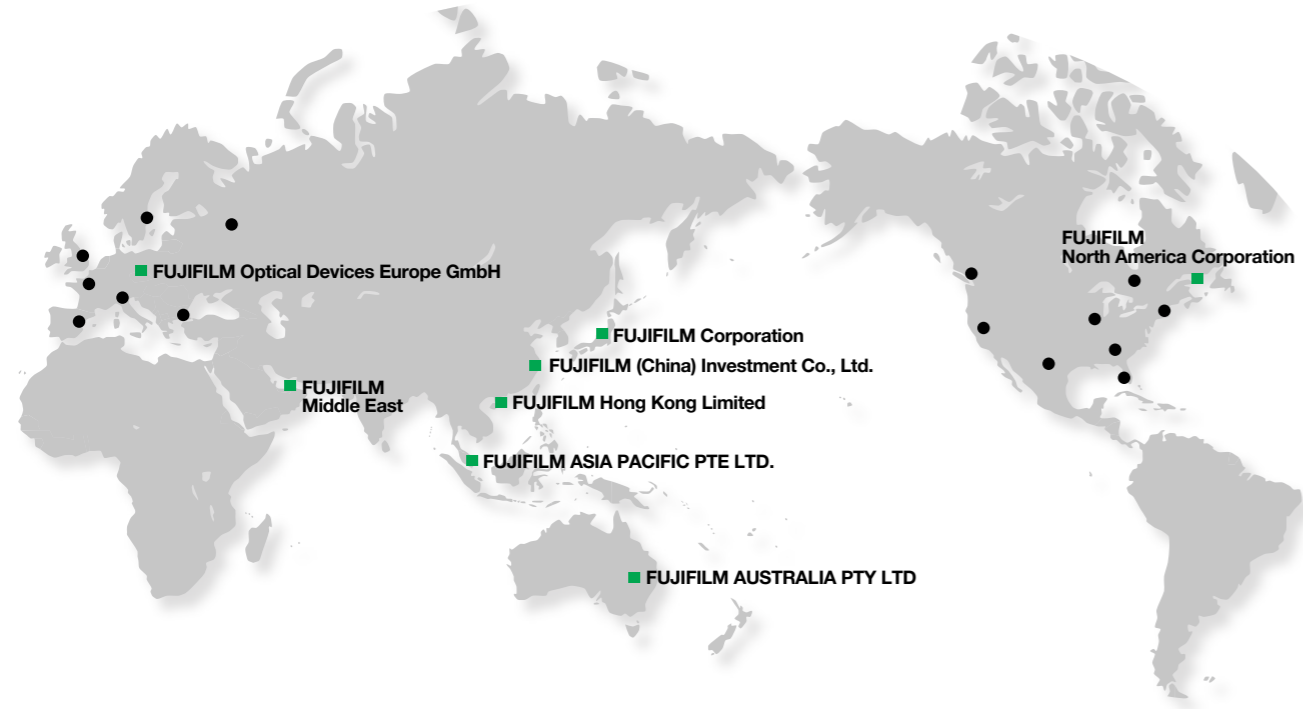 FUJIFILM
North America Corporation
FUJIFILM Optical Devices Europe GmbH
FUJIFILM Corporation
FUJIFILM (China) Investment Co., Ltd.
FUJIFILM
Middle East
FUJIFILM Hong Kong Limited
FUJIFILM ASIA PACIFIC PTE LTD.
FUJIFILM AUSTRALIA PTY LTD